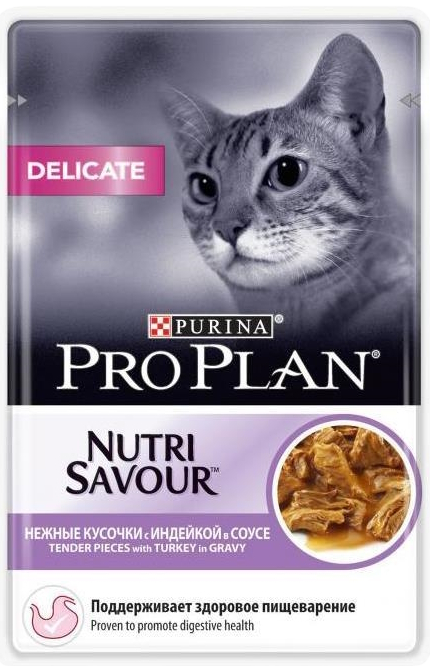 DELICATE
PURINA®
PRO PLAN®
NUTRI
SAVOUR™
НЕЖНЫЕ КУСОЧКИ с ИНДЕЙКОЙ в СОУСЕ
TENDER PIECES with TURKEY in GRAVY
Поддерживает здоровое пищеварение
Proven to promote digestive health